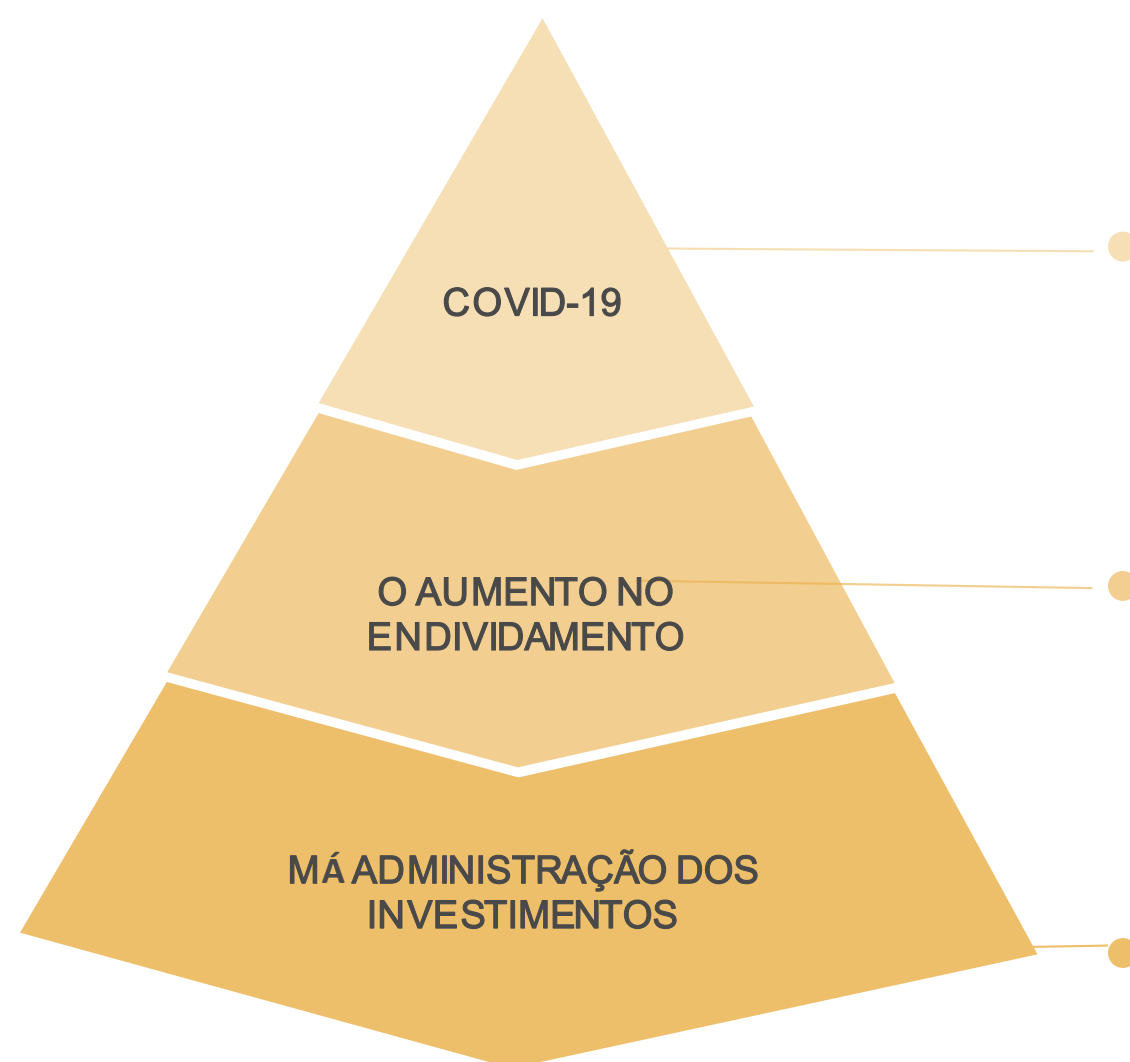 COVID-19
O AUMENTO NO
ENDIVIDAMENTO
MÁ ADMINISTRAÇÃO DOS
INVESTIMENTOS